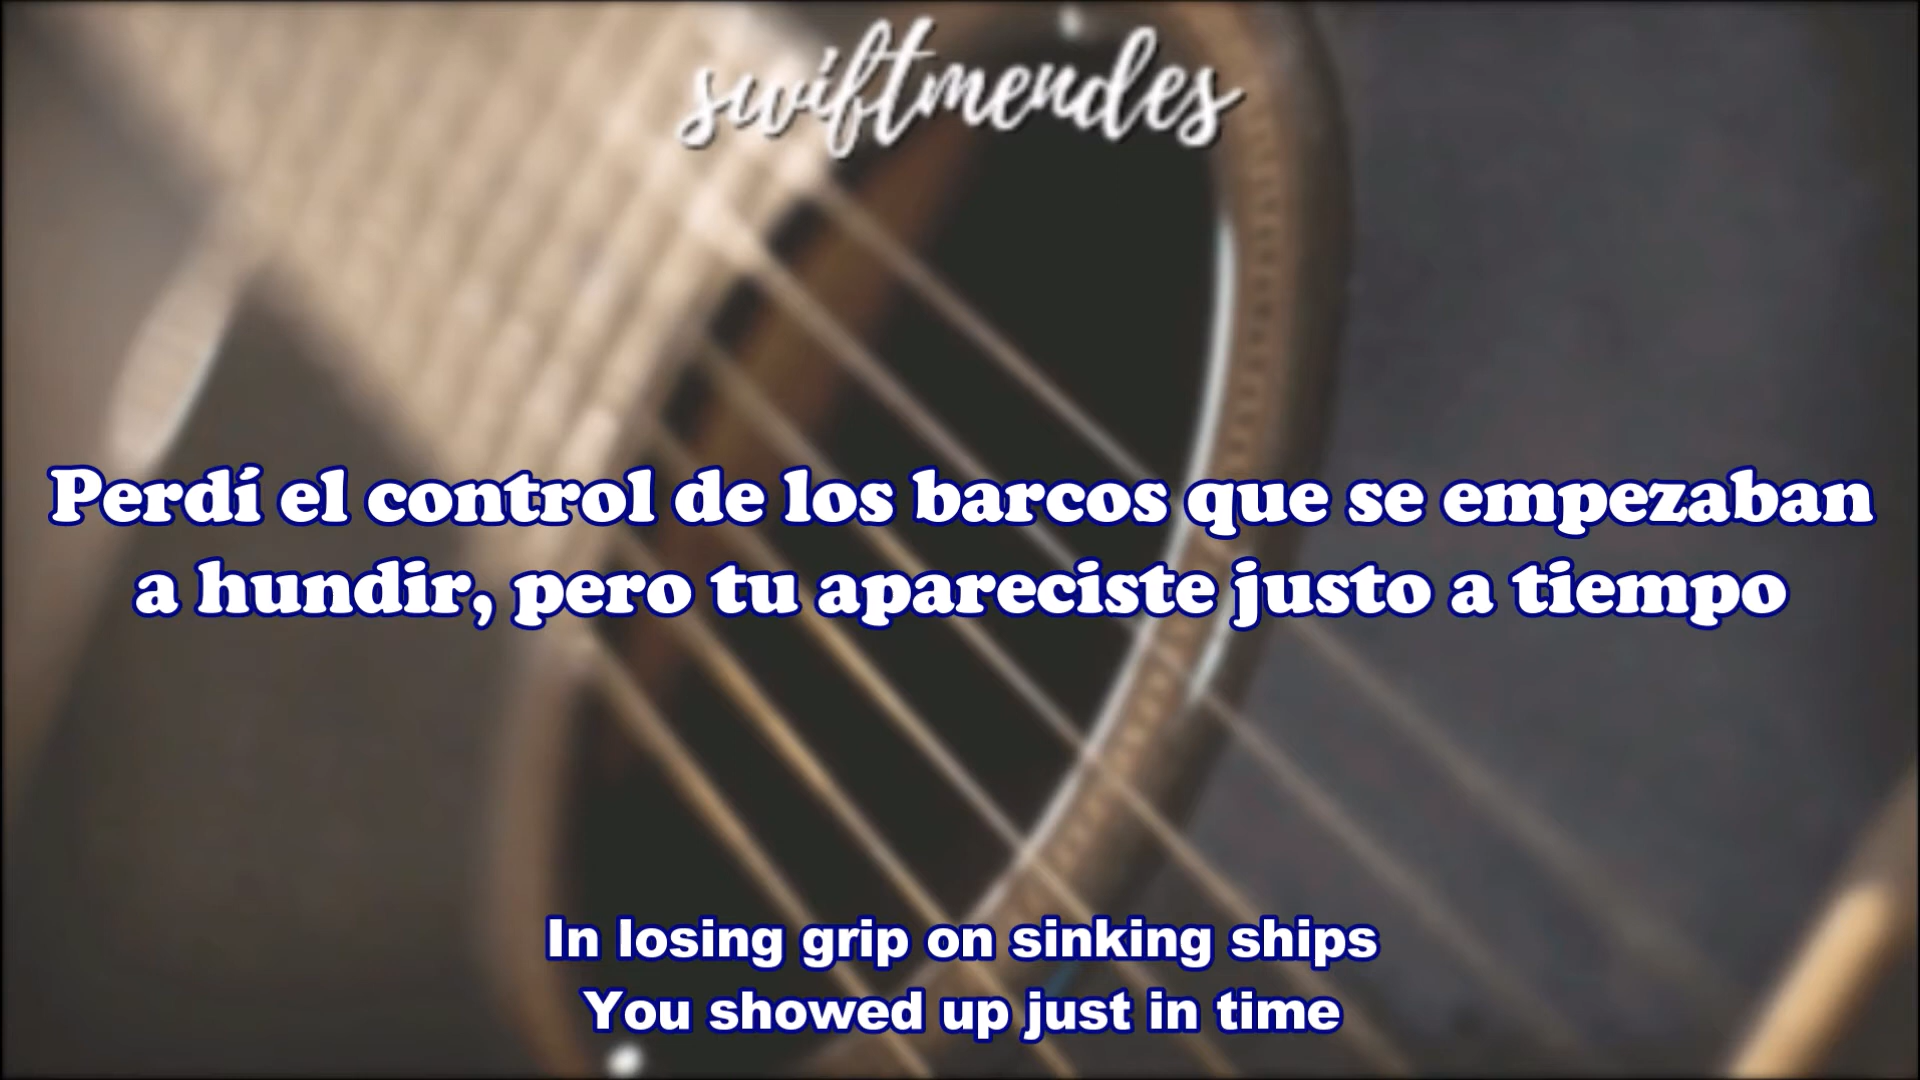 swiftmendes
Perdí el control de los barcos que se empezaban
a hundir, pero tu apareciste justo a tiempo
In losing grip on sinking ships
You showed up just in time